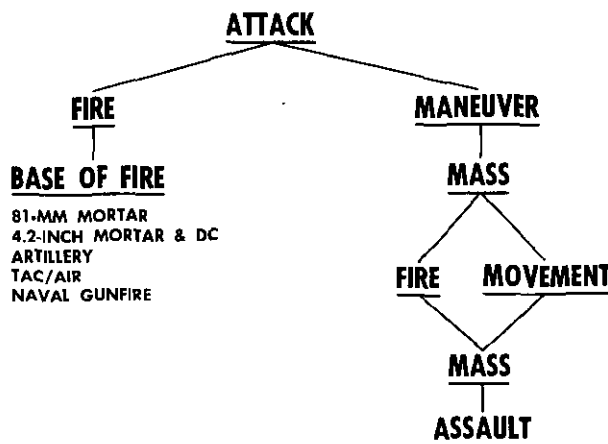 ATTACK
FIRE
MANEUVER
BASE OF FIRE
81-MM MORTAR
4.2-INCH MORTAR & DC
ARTILLERY
TAC/AIR
NAVAL GUNFIRE
MASS
FIRE
MOVEMENT
MASS
ASSAULT